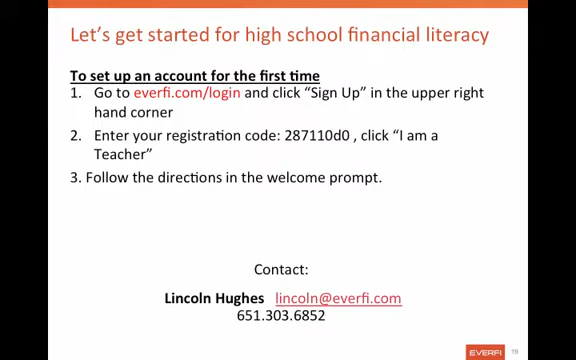 Let's get started for high school financial literacy
To set up an account for the first time
1. Go to everfi.com/login and click “Sign Up” in the upper right
hand corner
2. Enter your registration code: 287110d0 , click “I am a
Teacher”
3. Follow the directions in the welcome prompt.
Contact:
Lincoln Hughes lincoln@everfi.com
651.303.6852
EVERFI 19